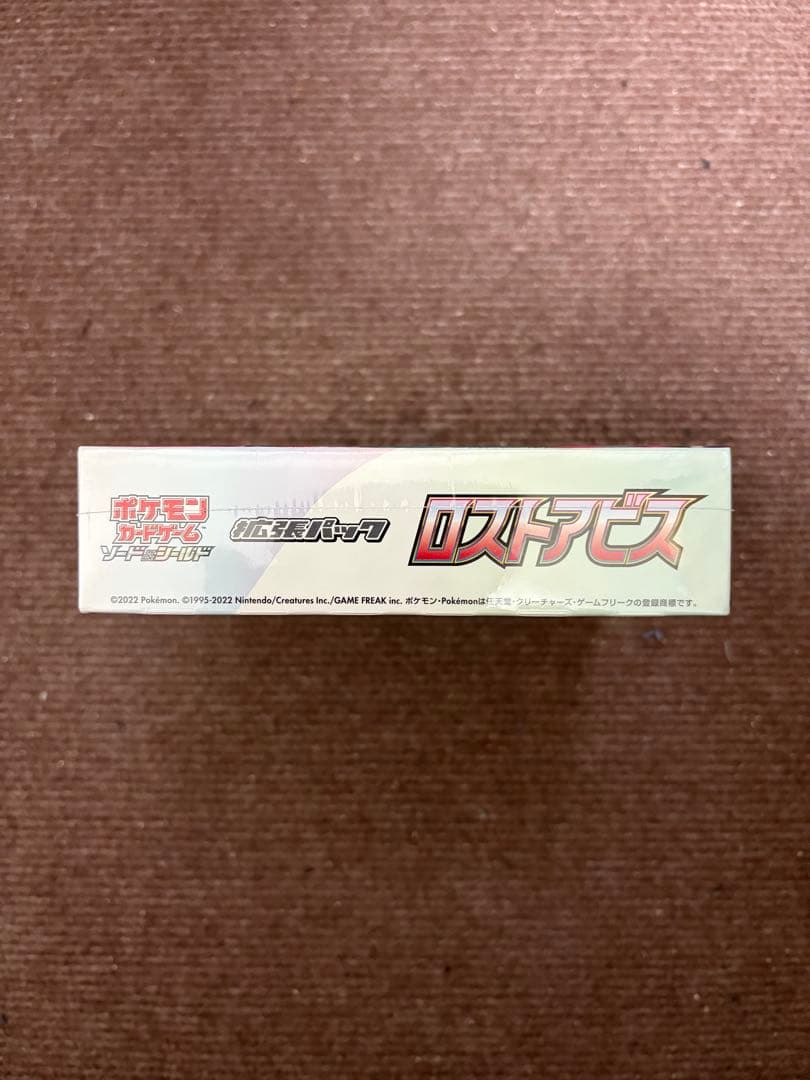 ポケモン
カードゲーム
ソード&シールド
拡張パック
ロストアビス
©2022 Pokémon. ©1995-2022 Nintendo/Creatures Inc./GAME FREAK inc. ポケモン・Pokémonは任天堂・クリーチャーズ・ゲームフリークの登録商標です。